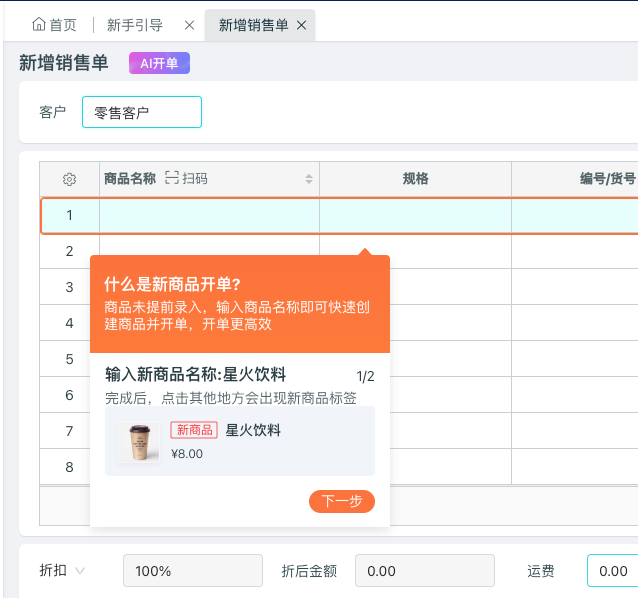 首页 新手引导 新增销售单
新增销售单 AI开单
客户 零售客户
商品名称 扫码 规格 编号/货号
1
2
3
4
5
6
7
8
什么是新商品开单?
商品未提前录入，输入商品名称即可快速创
建商品并开单，开单更高效
输入新商品名称:星火饮料 1/2
完成后，点击其他地方会出现新商品标签
新商品 星火饮料
¥8.00
下一步
折扣 100% 折后金额 0.00 运费 0.00